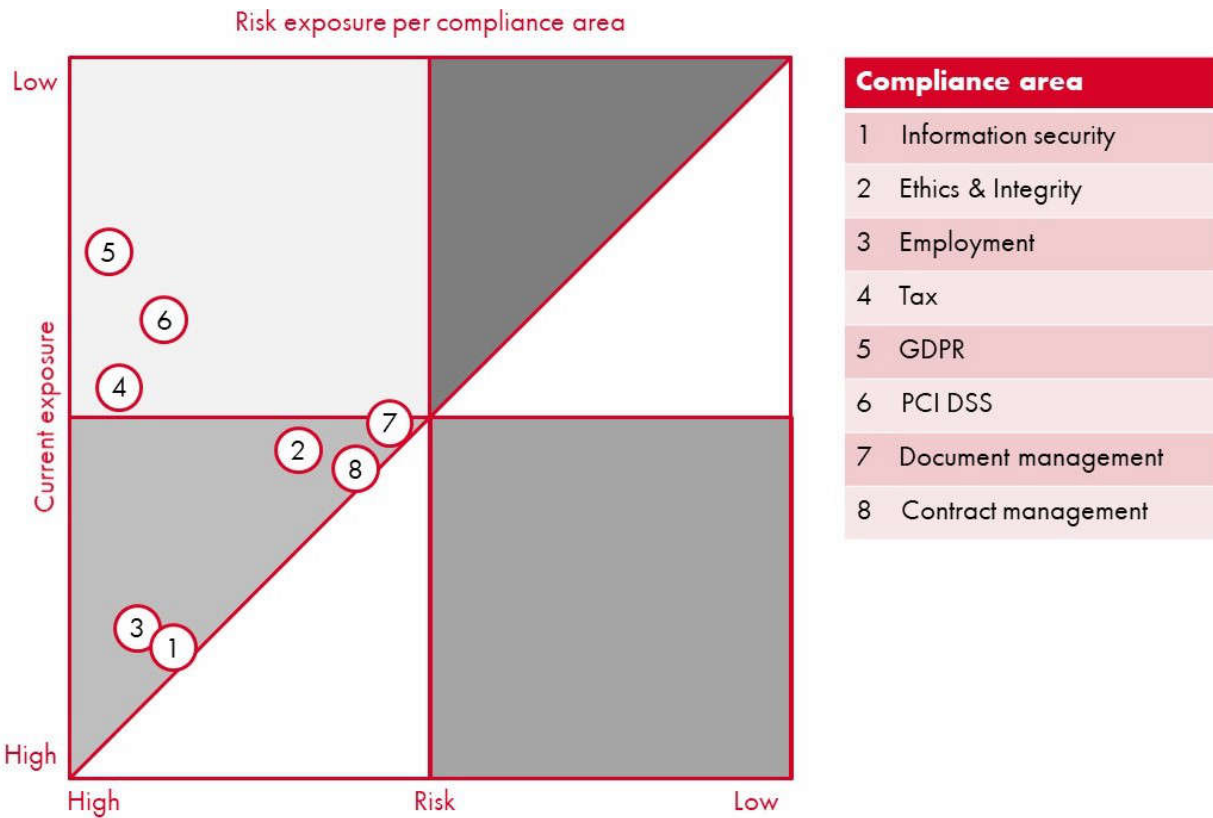 Risk exposure per compliance area
Low
Current exposure
High
High
Risk
Low
5
6
4
7
2
8
3
1
Compliance area
1 Information security
2 Ethics & Integrity
3 Employment
4 Tax
5 GDPR
6 PCI DSS
7 Document management
8 Contract management